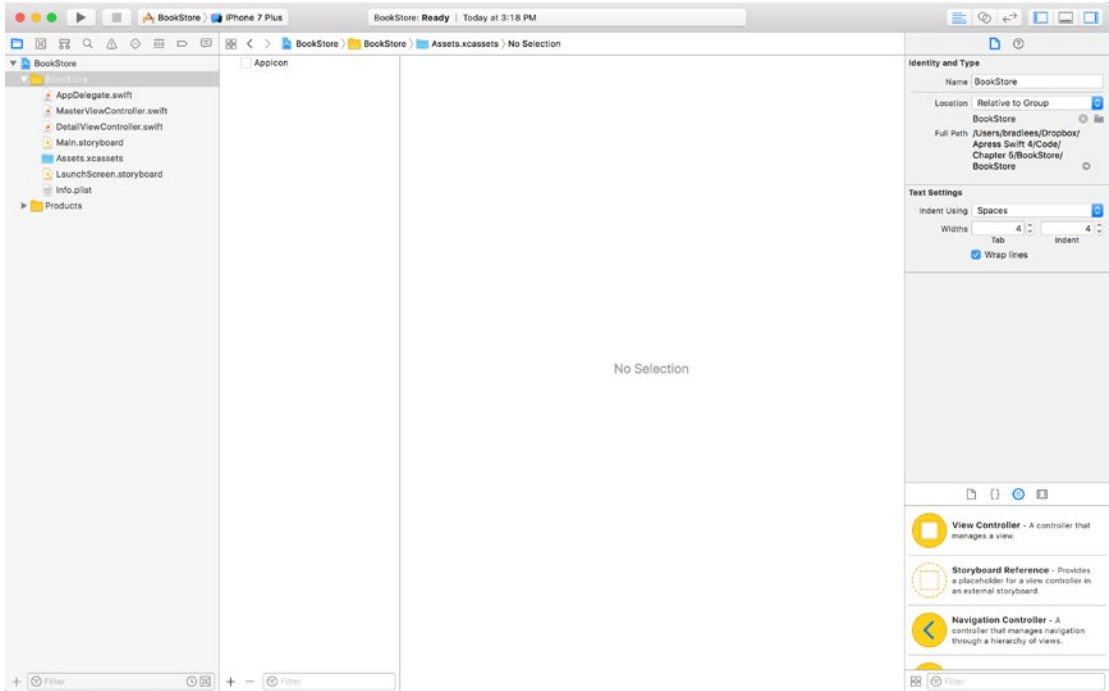 BookStore
iPhone 7 Plus
BookStore: Ready | Today at 3:18 PM
BookStore
BookStore
AppDelegate.swift
MasterViewController.swift
DetailViewController.swift
Main.storyboard
Assets.xcassets
LaunchScreen.storyboard
Info.plist
Products
Filter
BookStore
BookStore
Assets.xcassets
No Selection
AppIcon
Filter
No Selection
Identity and Type
Name BookStore
Location Relative to Group
BookStore
Full Path /Users/bradlees/Dropbox/
Apress Swift 4/Code/
Chapter 5/BookStore/
BookStore
Text Settings
Indent Using Spaces
Widths 4 4
Tab Indent
Wrap lines
View Controller - A controller that
manages a view.
Storyboard Reference - Provides
a placeholder for a view controller in
an external storyboard.
Navigation Controller - A
controller that manages navigation
through a hierarchy of views.
Filter